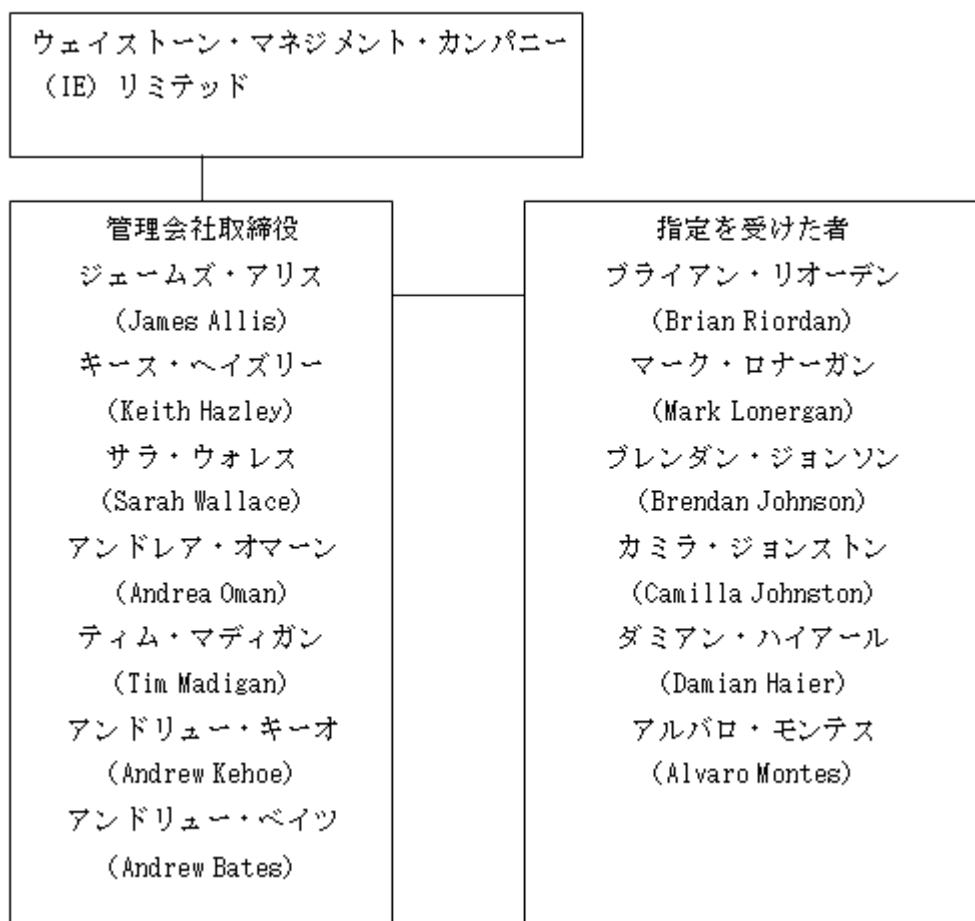 ウェイストーン・マネジメント・カンパニー
（IE）リミテッド
管理会社取締役
ジェームズ・アリス
(James Allis)
キース・ヘイズリー
(Keith Hazley)
サラ・ウォレス
(Sarah Wallace)
アンドレア・オマーン
(Andrea Oman)
ティム・マディガン
(Tim Madigan)
アンドリュー・キーオ
(Andrew Kehoe)
アンドリュー・ベイツ
(Andrew Bates)
指定を受けた者
ブライアン・リオーデン
(Brian Riordan)
マーク・ロナーガン
(Mark Lonergan)
ブレンダン・ジョンソン
(Brendan Johnson)
カミラ・ジョンストン
(Camilla Johnston)
ダミアン・ハイアール
(Damian Haier)
アルバロ・モンテス
(Alvaro Montes)